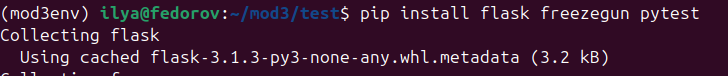 (mod3env) ilya@fedorov:~/mod3/test$ pip install flask freezegun pytest
Collecting flask
  Using cached flask-3.1.3-py3-none-any.whl.metadata (3.2 kB)